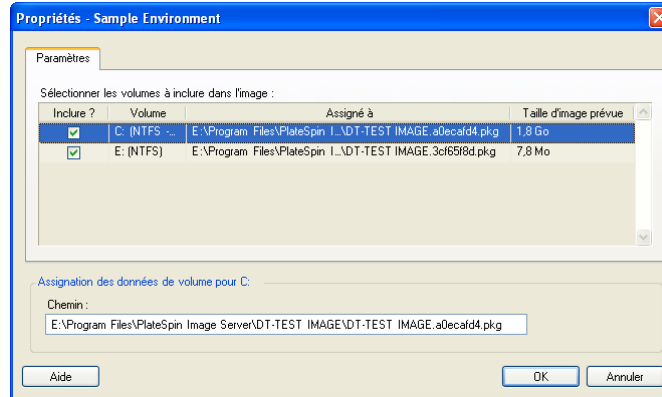 Propriétés - Sample Environment
Paramètres
Sélectionner les volumes à inclure dans l'image :
Inclure ? Volume Assigné à Taille d'image prévue
C: (NTFS -... E:\Program Files\PlateSpin I...\DT-TEST IMAGE.a0ecafd4.pkg 1,8 Go
E: (NTFS) E:\Program Files\PlateSpin I...\DT-TEST IMAGE.3cf65f8d.pkg 7,8 Mo
Assignation des données de volume pour C:
Chemin :
E:\Program Files\PlateSpin Image Server\DT-TEST IMAGE\DT-TEST IMAGE.a0ecafd4.pkg
Aide OK Annuler